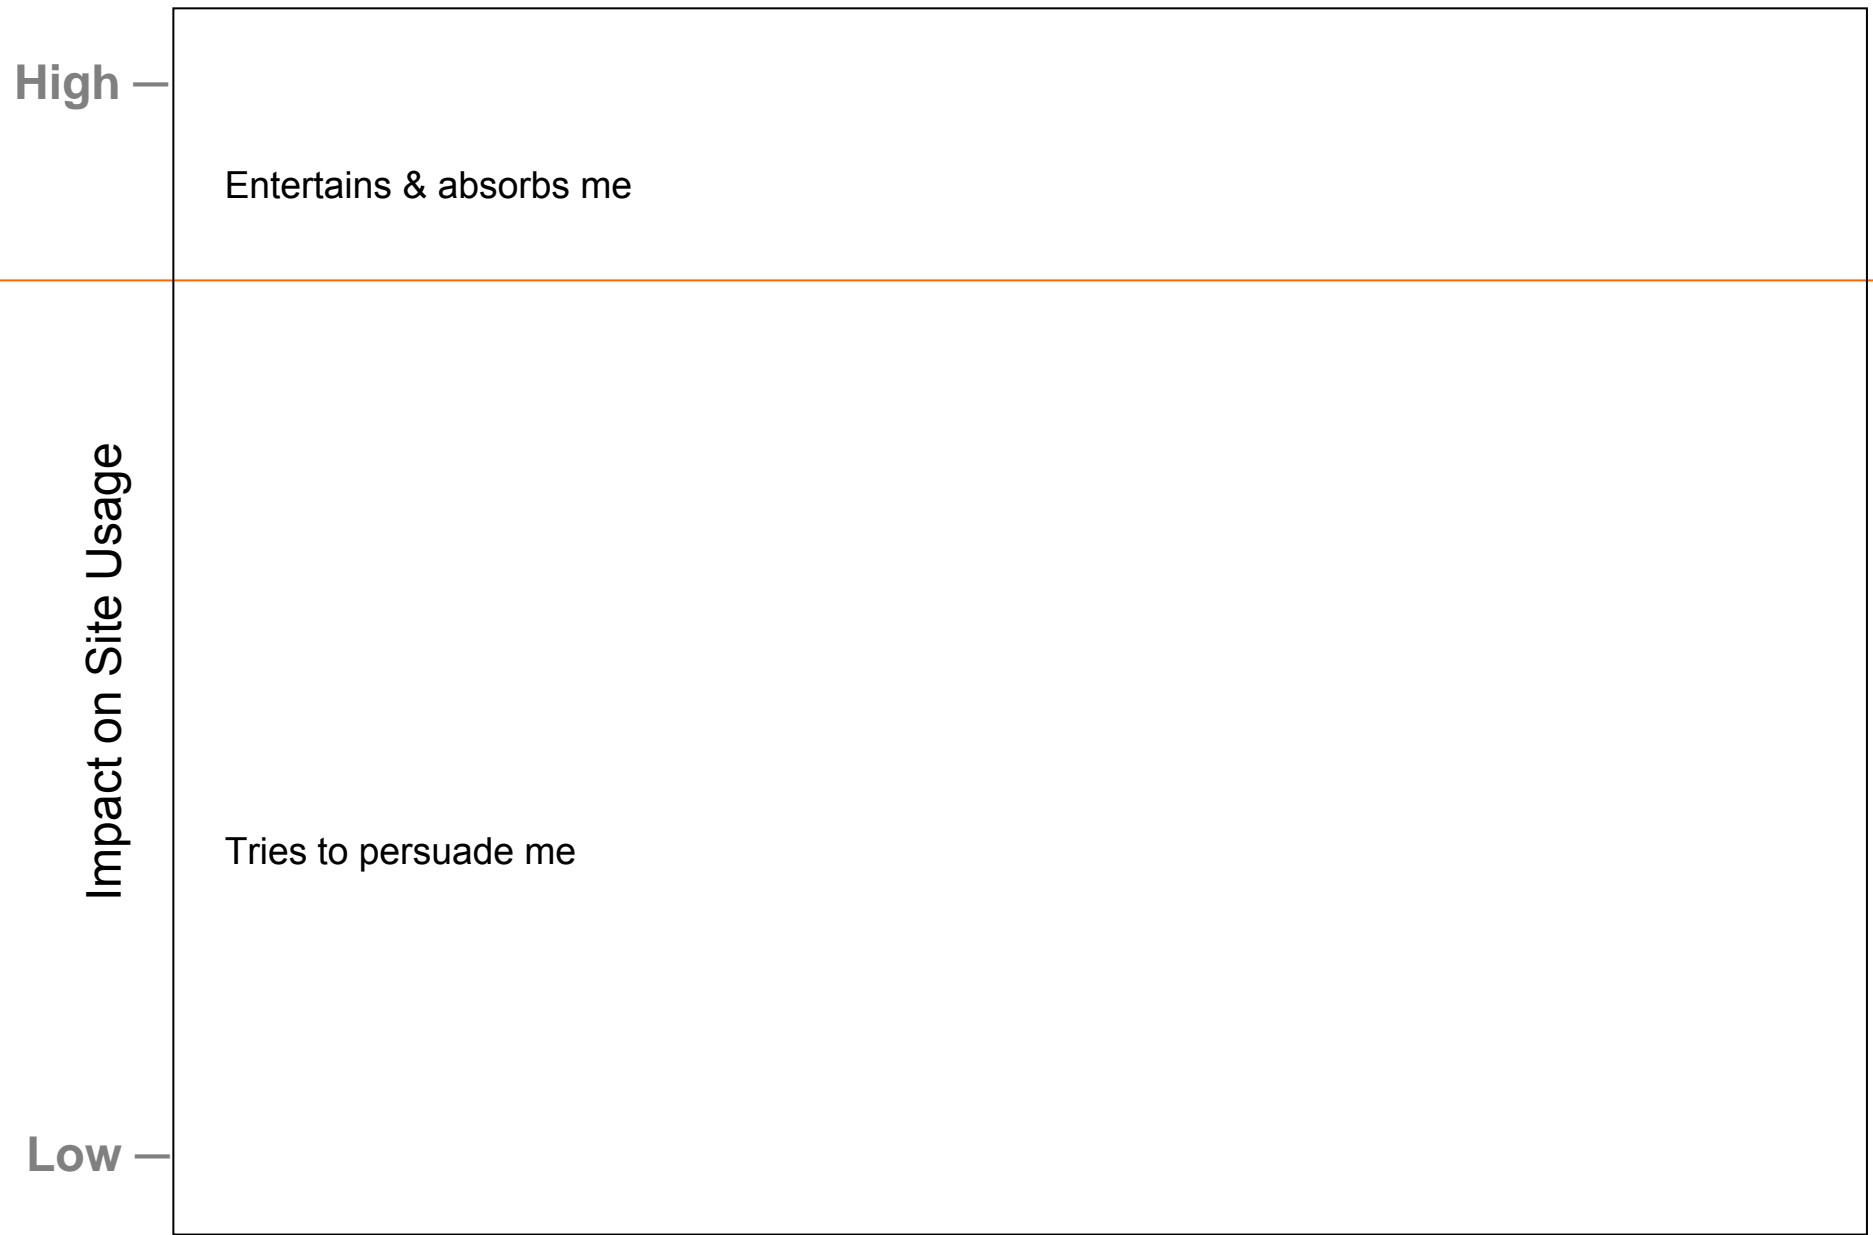 High
Entertains & absorbs me
Impact on Site Usage
Tries to persuade me
Low